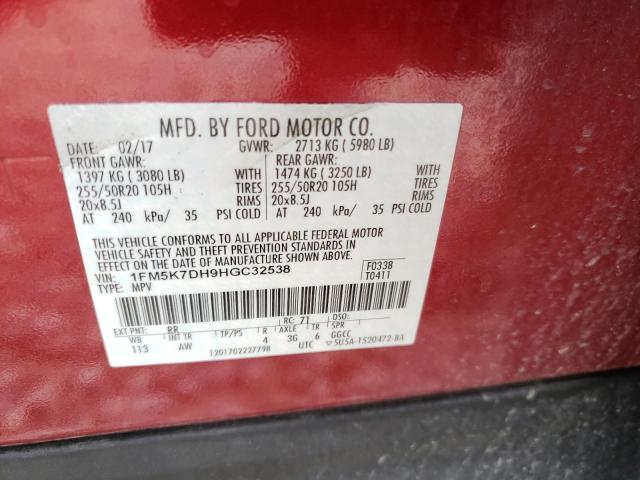 MFD. BY FORD MOTOR CO.
DATE: 02/17 GVWR: 2713 KG ( 5980 LB)
FRONT GAWR: REAR GAWR:
1397 KG ( 3080 LB) 1474 KG ( 3250 LB)
255/50R20 105H TIRES 255/50R20 105H TIRES
20x8.5J RIMS 20x8.5J RIMS
AT 240 kPa/ 35 PSI COLD AT 240 kPa/ 35 PSI COLD
THIS VEHICLE CONFORMS TO ALL APPLICABLE FEDERAL MOTOR
VEHICLE SAFETY AND THEFT PREVENTION STANDARDS IN
EFFECT ON THE DATE OF MANUFACTURE SHOWN ABOVE.
VIN: 1FM5K7DH9HGC32538 F0338
TYPE: MPV T0411
EXT PNT: RR RC: 71 DSO:
WB INT TR TP/PS R AXLE TR SPR
113 AW 4 3G 6 GGCC
1201702227798 UTC ▽5U5A-1520472-BA